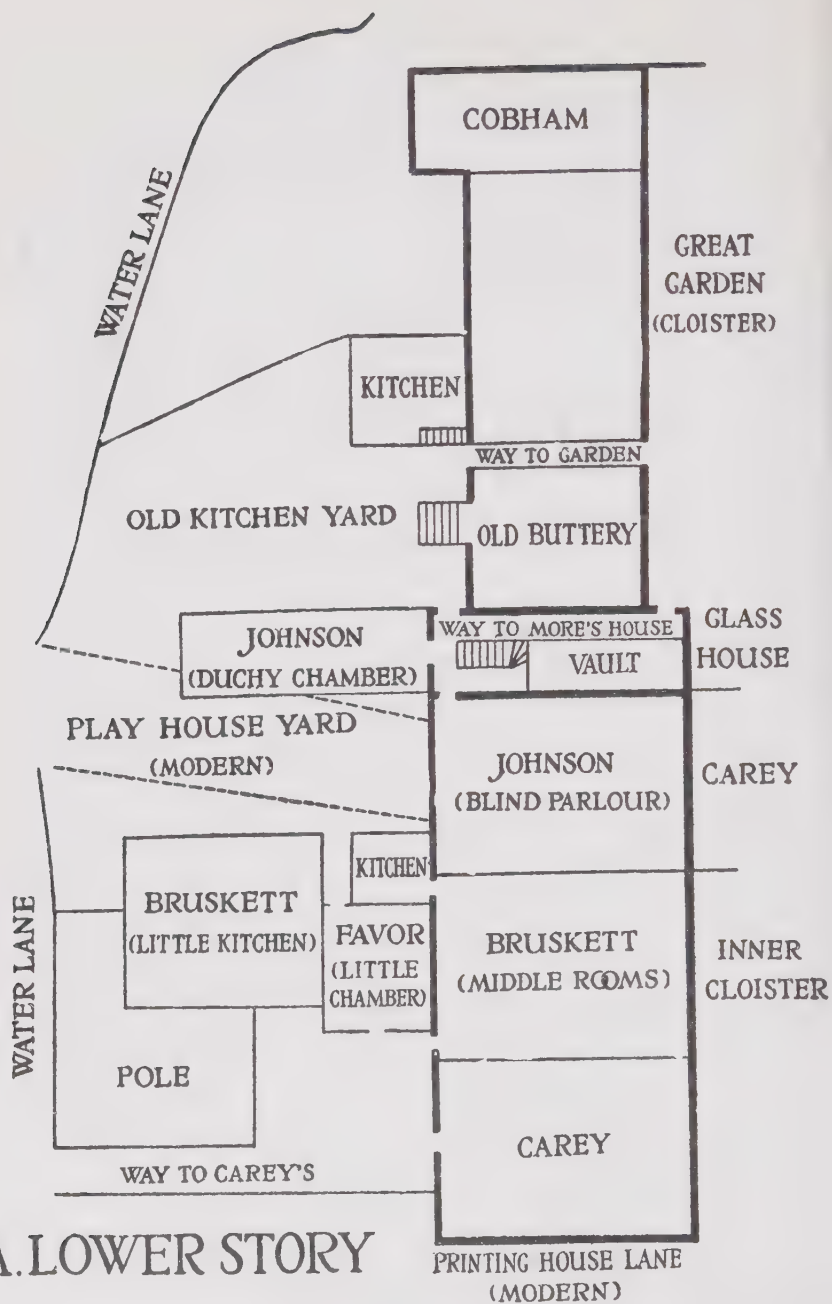 COBHAM
WATER LANE
GREAT
GARDEN
(CLOISTER)
KITCHEN
WAY TO GARDEN
OLD KITCHEN YARD
OLD BUTTERY
JOHNSON
(DUCHY CHAMBER)
WAY TO MORE'S HOUSE
VAULT
GLASS
HOUSE
PLAY HOUSE YARD
(MODERN)
JOHNSON
(BLIND PARLOUR)
CAREY
KITCHEN
BRUSKETT
(LITTLE KITCHEN)
FAVOR
(LITTLE
CHAMBER)
BRUSKETT
(MIDDLE ROOMS)
INNER
CLOISTER
WATER LANE
POLE
CAREY
WAY TO CAREY'S
A. LOWER STORY
PRINTING HOUSE LANE
(MODERN)